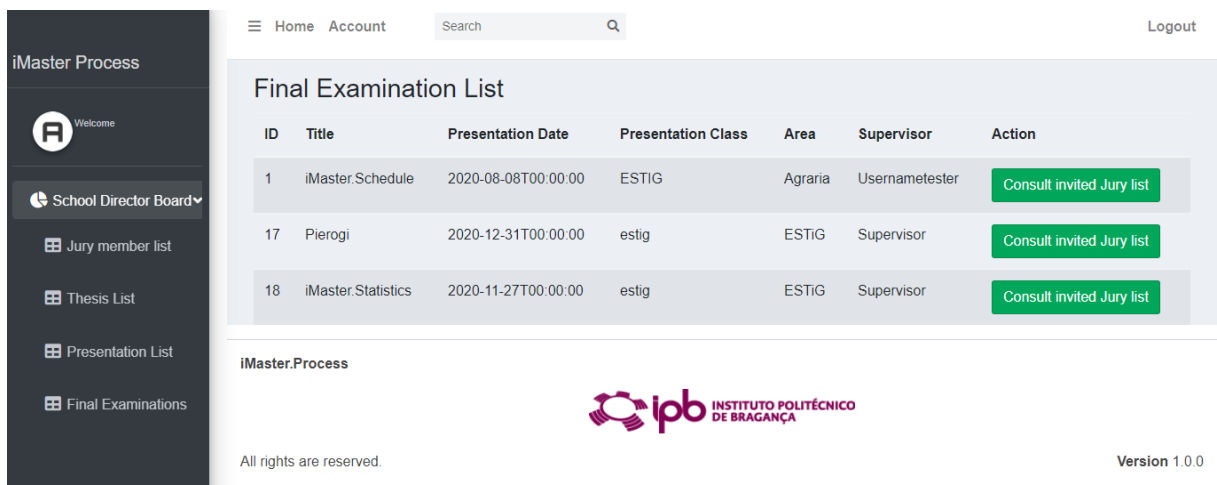 iMaster Process
Welcome
School Director Board
Jury member list
Thesis List
Presentation List
Final Examinations
Home Account Search Logout
Final Examination List
ID Title Presentation Date Presentation Class Area Supervisor Action
1 iMaster.Schedule 2020-08-08T00:00:00 ESTIG Agraria Usernametester Consult invited Jury list
17 Pierogi 2020-12-31T00:00:00 estig ESTiG Supervisor Consult invited Jury list
18 iMaster.Statistics 2020-11-27T00:00:00 estig ESTiG Supervisor Consult invited Jury list
iMaster.Process
ipb INSTITUTO POLITÉCNICO
DE BRAGANÇA
All rights are reserved. Version 1.0.0